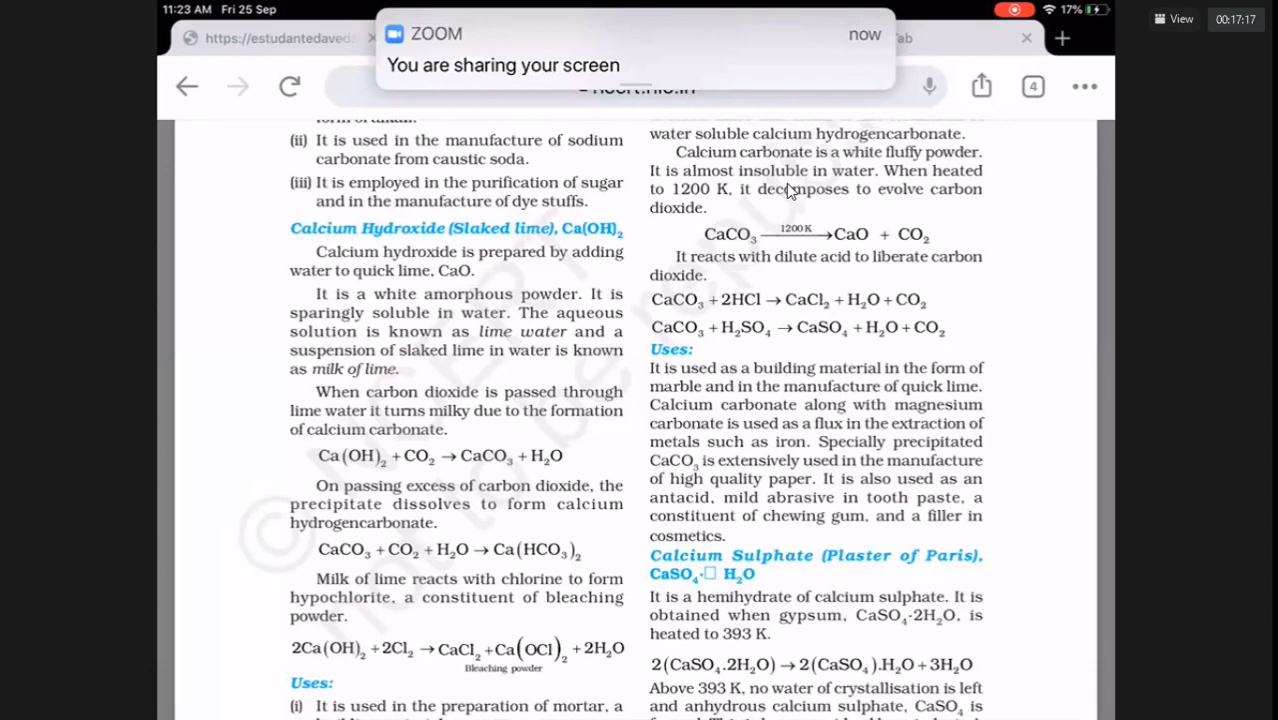 11:23 AM Fri 25 Sep
17%
View
00:17:17
ZOOM
now
You are sharing your screen
https://estudantedaved
4
(ii) It is used in the manufacture of sodium
carbonate from caustic soda.
(iii) It is employed in the purification of sugar
and in the manufacture of dye stuffs.
Calcium Hydroxide (Slaked lime), Ca(OH)₂
Calcium hydroxide is prepared by adding
water to quick lime, CaO.
It is a white amorphous powder. It is
sparingly soluble in water. The aqueous
solution is known as lime water and a
suspension of slaked lime in water is known
as milk of lime.
When carbon dioxide is passed through
lime water it turns milky due to the formation
of calcium carbonate.
Ca(OH)₂ + CO₂ → CaCO₃ + H₂O
On passing excess of carbon dioxide, the
precipitate dissolves to form calcium
hydrogencarbonate.
CaCO₃ + CO₂ + H₂O → Ca(HCO₃)₂
Milk of lime reacts with chlorine to form
hypochlorite, a constituent of bleaching
powder.
2Ca(OH)₂ + 2Cl₂ → CaCl₂ + Ca(OCl)₂ + 2H₂O
Bleaching powder
Uses:
(i) It is used in the preparation of mortar, a
water soluble calcium hydrogencarbonate.
Calcium carbonate is a white fluffy powder.
It is almost insoluble in water. When heated
to 1200 K, it decomposes to evolve carbon
dioxide.
CaCO₃ 1200 K → CaO + CO₂
It reacts with dilute acid to liberate carbon
dioxide.
CaCO₃ + 2HCl → CaCl₂ + H₂O + CO₂
CaCO₃ + H₂SO₄ → CaSO₄ + H₂O + CO₂
Uses:
It is used as a building material in the form of
marble and in the manufacture of quick lime.
Calcium carbonate along with magnesium
carbonate is used as a flux in the extraction of
metals such as iron. Specially precipitated
CaCO₃ is extensively used in the manufacture
of high quality paper. It is also used as an
antacid, mild abrasive in tooth paste, a
constituent of chewing gum, and a filler in
cosmetics.
Calcium Sulphate (Plaster of Paris),
CaSO₄·□ H₂O
It is a hemihydrate of calcium sulphate. It is
obtained when gypsum, CaSO₄·2H₂O, is
heated to 393 K.
2(CaSO₄.2H₂O) → 2(CaSO₄).H₂O + 3H₂O
Above 393 K, no water of crystallisation is left
and anhydrous calcium sulphate, CaSO₄ is
© NCERT
not to be republi